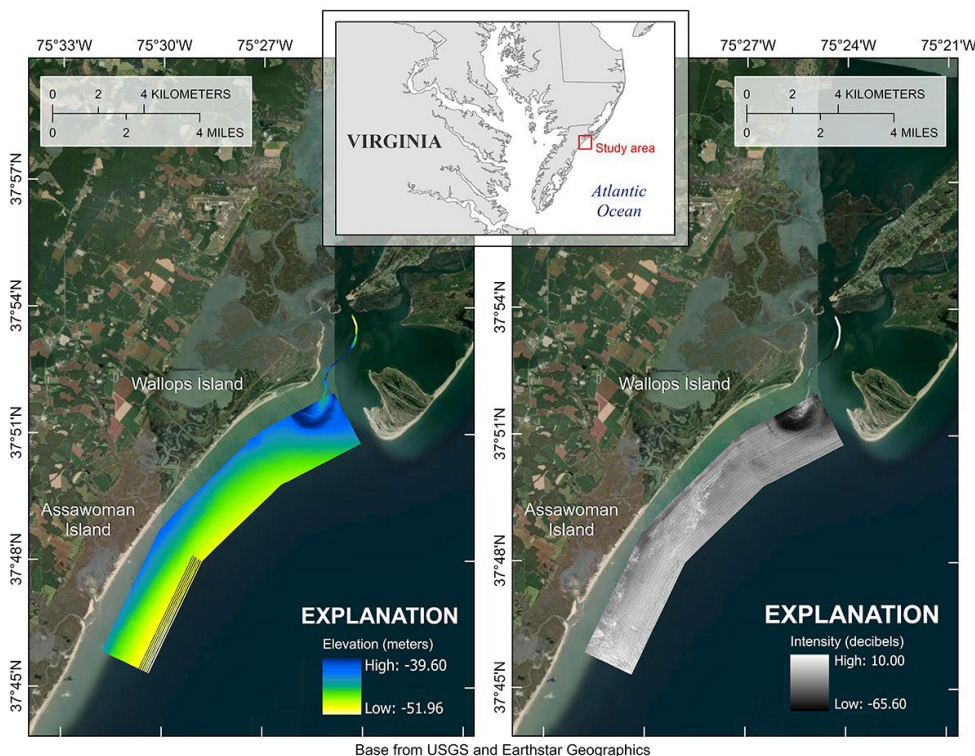 75°33'W
75°30'W
75°27'W
75°27'W
75°24'W
75°21'W
0 2 4 KILOMETERS
0 2 4 MILES
VIRGINIA
Study area
Atlantic
Ocean
0 2 4 KILOMETERS
0 2 4 MILES
37°57'N
37°54'N
37°51'N
37°48'N
37°45'N
Wallops Island
Assawoman
Island
EXPLANATION
Elevation (meters)
High: -39.60
Low: -51.96
37°57'N
37°54'N
37°51'N
37°48'N
37°45'N
Wallops Island
Assawoman
Island
EXPLANATION
Intensity (decibels)
High: 10.00
Low: -65.60
Base from USGS and Earthstar Geographics